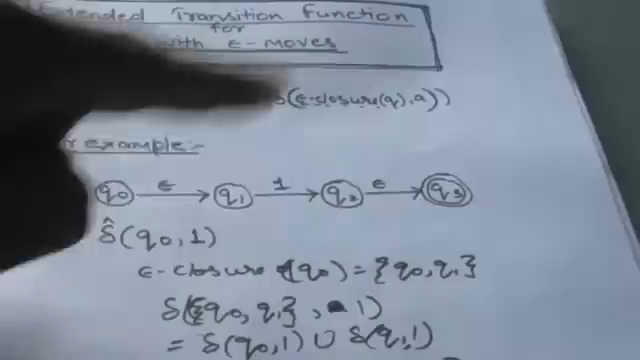 Extended Transition Function
for
with ε-moves
δ(ε-closure(q),a))
example:-
q0 ε q1 1 q2 ε q3
δ̂(q0,1)
ε-closure(q0) = {q0,q1}
δ({q0,q1},1)
= δ(q0,1) ∪ δ(q1,1)